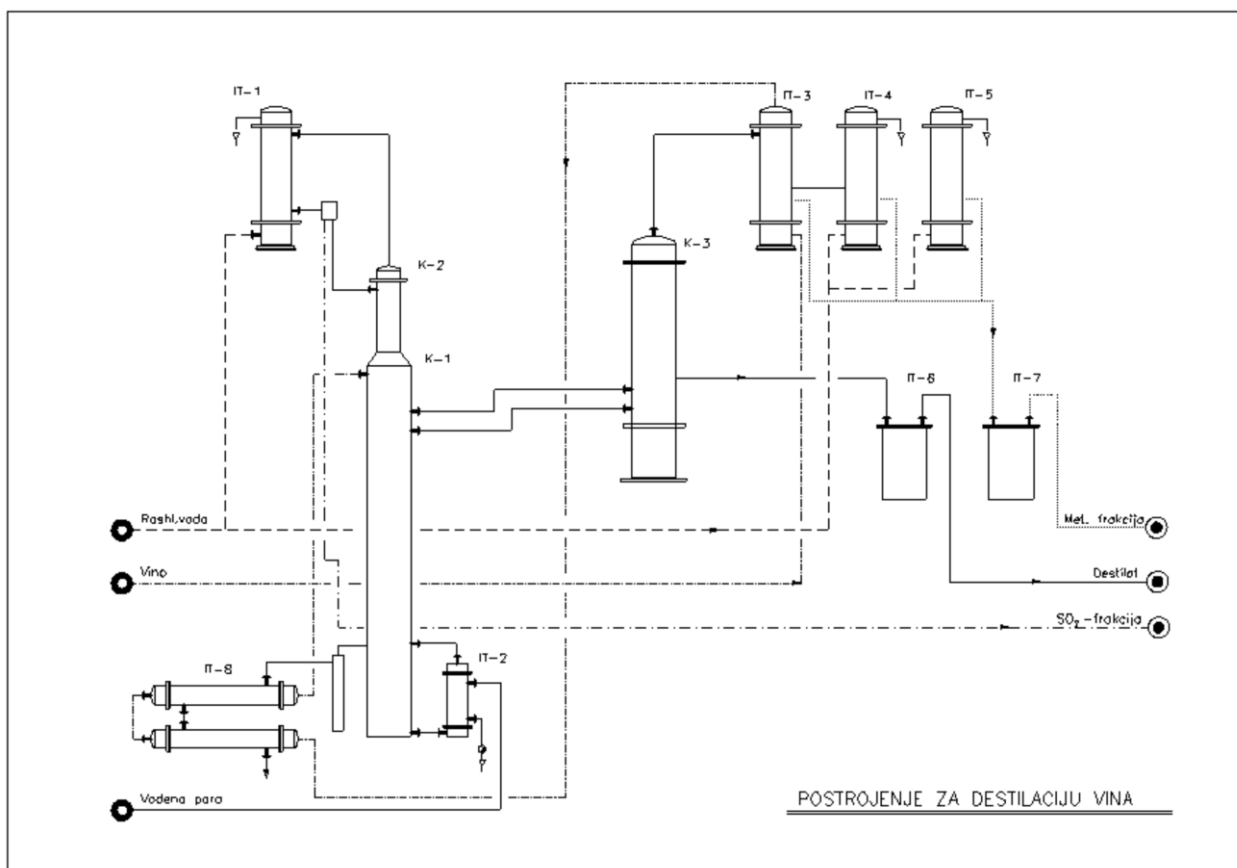 IT-1
IT-3
IT-4
IT-5
K-3
K-2
K-1
IT-6
IT-7
Rashl.voda
Met. frakcija
Vino
Destilat
SO₂-frakcija
IT-2
IT-8
Vodena para
POSTROJENJE ZA DESTILACIJU VINA